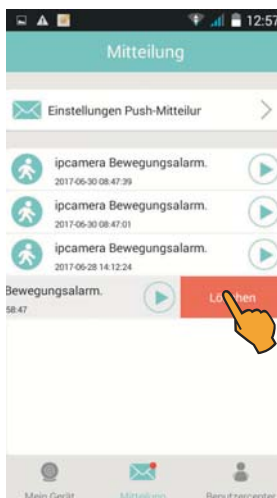 12:57
Mitteilung
Einstellungen Push-Mitteilur
ipcamera Bewegungsalarm.
2017-06-30 08:47:39
ipcamera Bewegungsalarm.
2017-06-30 08:47:01
ipcamera Bewegungsalarm.
2017-06-28 14:12:24
Bewegungsalarm.
58:47
Mein Gerät Mitteilung Benutzercenter